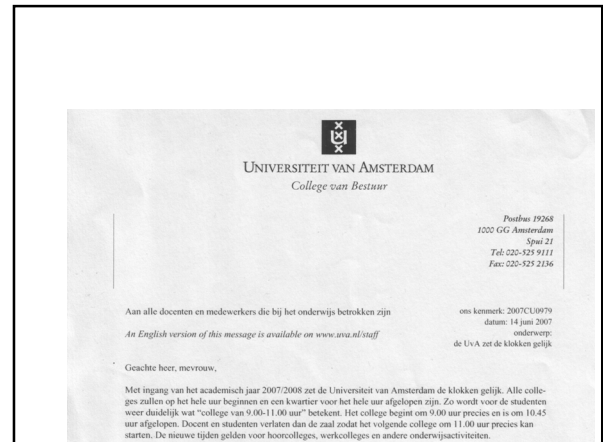 UNIVERSITEIT VAN AMSTERDAM
College van Bestuur
Postbus 19268
1000 GG Amsterdam
Spui 21
Tel: 020-525 9111
Fax: 020-525 2136
Aan alle docenten en medewerkers die bij het onderwijs betrokken zijn
An English version of this message is available on www.uva.nl/staff
ons kenmerk: 2007CU0979
datum: 14 juni 2007
onderwerp:
de UvA zet de klokken gelijk
Geachte heer, mevrouw,
Met ingang van het academisch jaar 2007/2008 zet de Universiteit van Amsterdam de klokken gelijk. Alle colle-
ges zullen op het hele uur beginnen en een kwartier voor het hele uur afgelopen zijn. Zo wordt voor de studenten
weer duidelijk wat “college van 9.00-11.00 uur” betekent. Het college begint om 9.00 uur precies en is om 10.45
uur afgelopen. Docent en studenten verlaten dan de zaal zodat het volgende college om 11.00 uur precies kan
starten. De nieuwe tijden gelden voor hoorcolleges, werkcolleges en andere onderwijsactiviteiten.